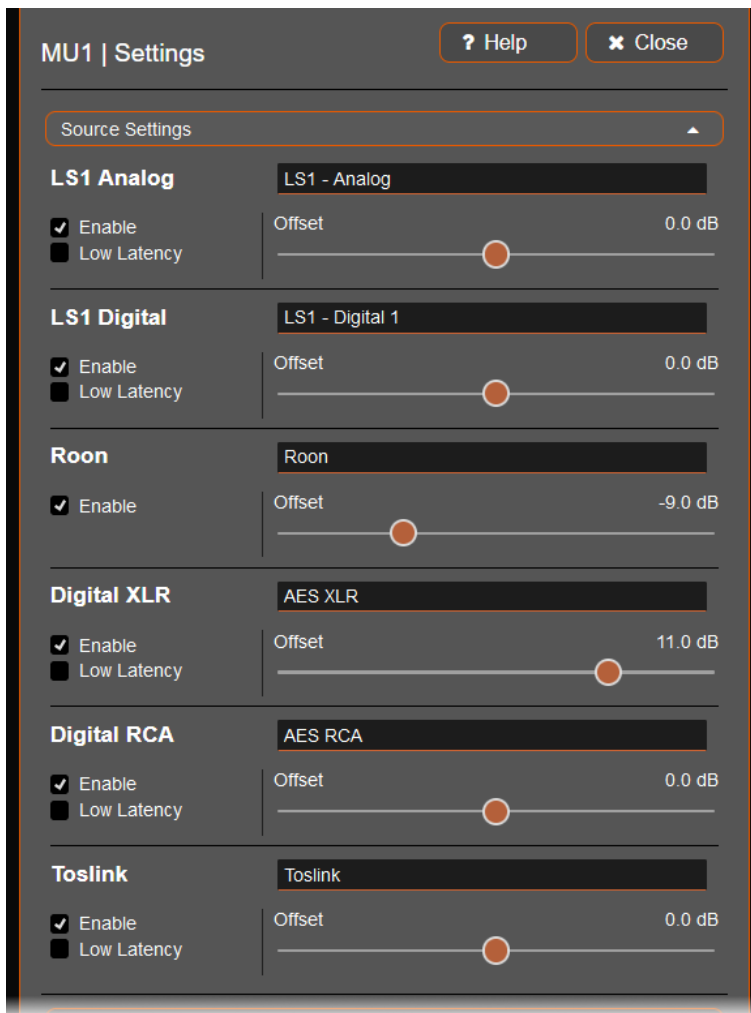 MU1 | Settings
? Help
✖ Close
Source Settings
LS1 Analog
LS1 - Analog
Enable
Low Latency
Offset
0.0 dB
LS1 Digital
LS1 - Digital 1
Enable
Low Latency
Offset
0.0 dB
Roon
Roon
Enable
Offset
-9.0 dB
Digital XLR
AES XLR
Enable
Low Latency
Offset
11.0 dB
Digital RCA
AES RCA
Enable
Low Latency
Offset
0.0 dB
Toslink
Toslink
Enable
Low Latency
Offset
0.0 dB